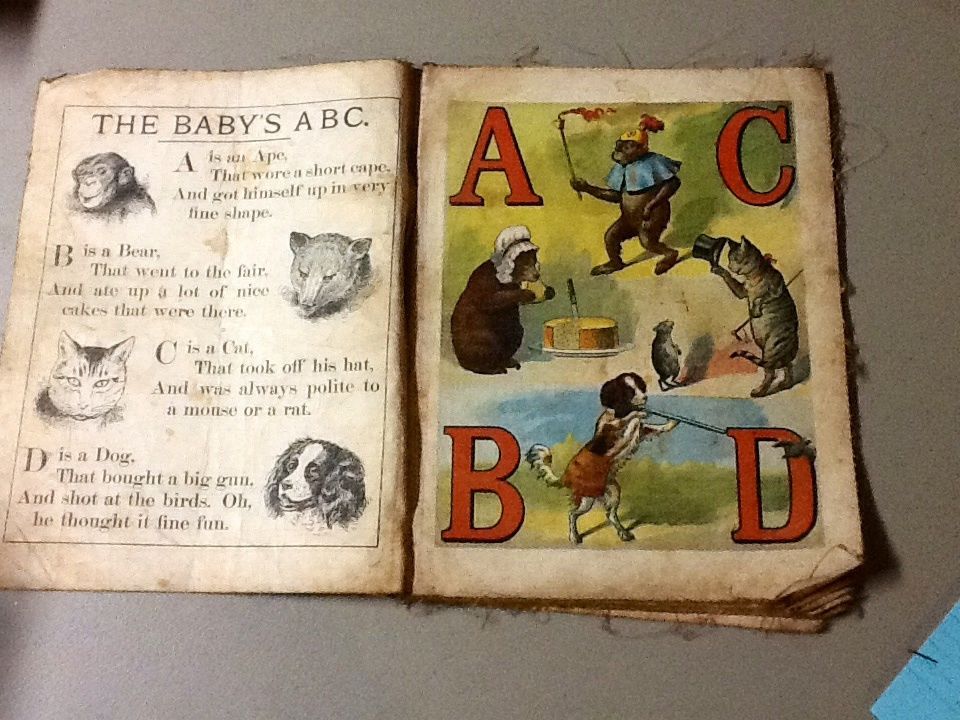 THE BABY'S ABC.
A is an Ape,
That wore a short cape,
And got himself up in very
fine shape.
B is a Bear,
That went to the fair,
And ate up a lot of nice
cakes that were there.
C is a Cat,
That took off his hat,
And was always polite to
a mouse or a rat.
D is a Dog,
That bought a big gun,
And shot at the birds. Oh,
he thought it fine fun.
A C
B D